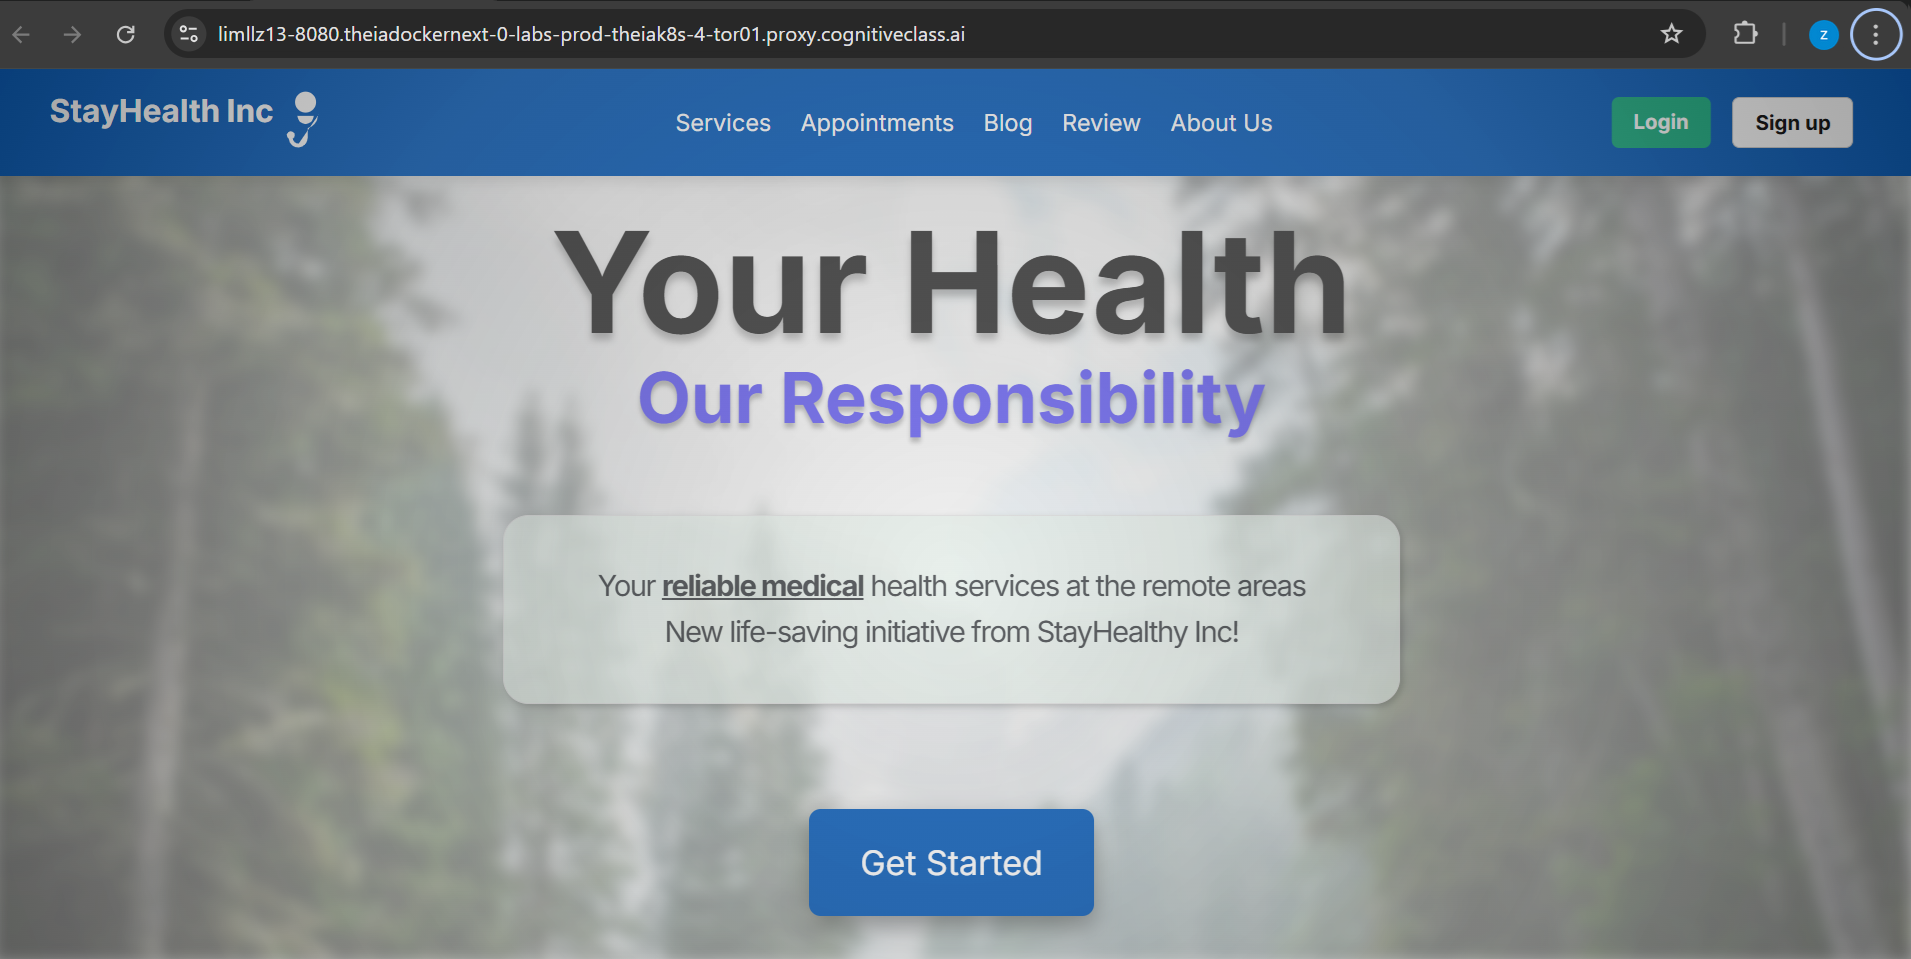 limllz13-8080.theiadockernext-0-labs-prod-theiak8s-4-tor01.proxy.cognitiveclass.ai
z
StayHealth Inc
Services Appointments Blog Review About Us
Login
Sign up
Your Health
Our Responsibility
Your reliable medical health services at the remote areas
New life-saving initiative from StayHealthy Inc!
Get Started